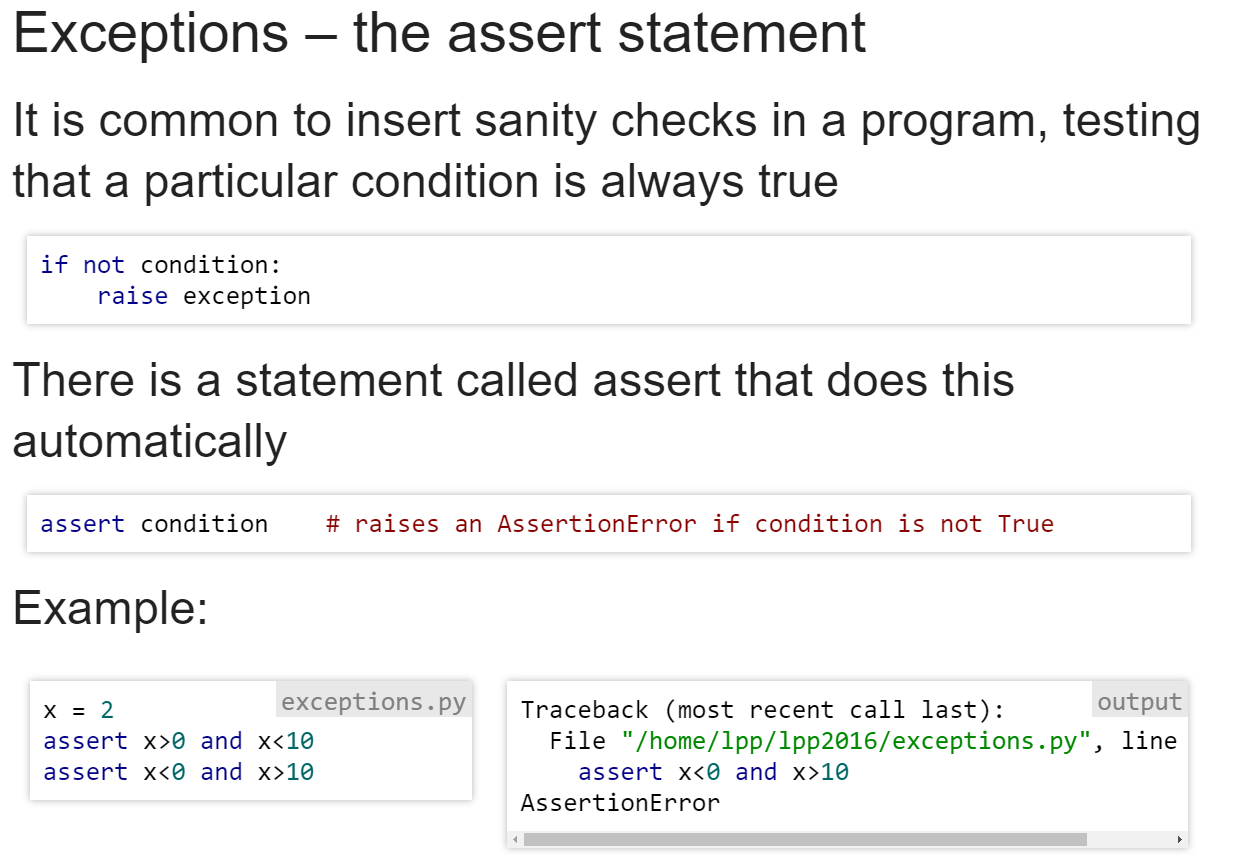 Exceptions – the assert statement
It is common to insert sanity checks in a program, testing
that a particular condition is always true
if not condition:
    raise exception
There is a statement called assert that does this
automatically
assert condition    # raises an AssertionError if condition is not True
Example:
exceptions.py
x = 2
assert x>0 and x<10
assert x<0 and x>10
output
Traceback (most recent call last):
  File "/home/lpp/lpp2016/exceptions.py", line
    assert x<0 and x>10
AssertionError